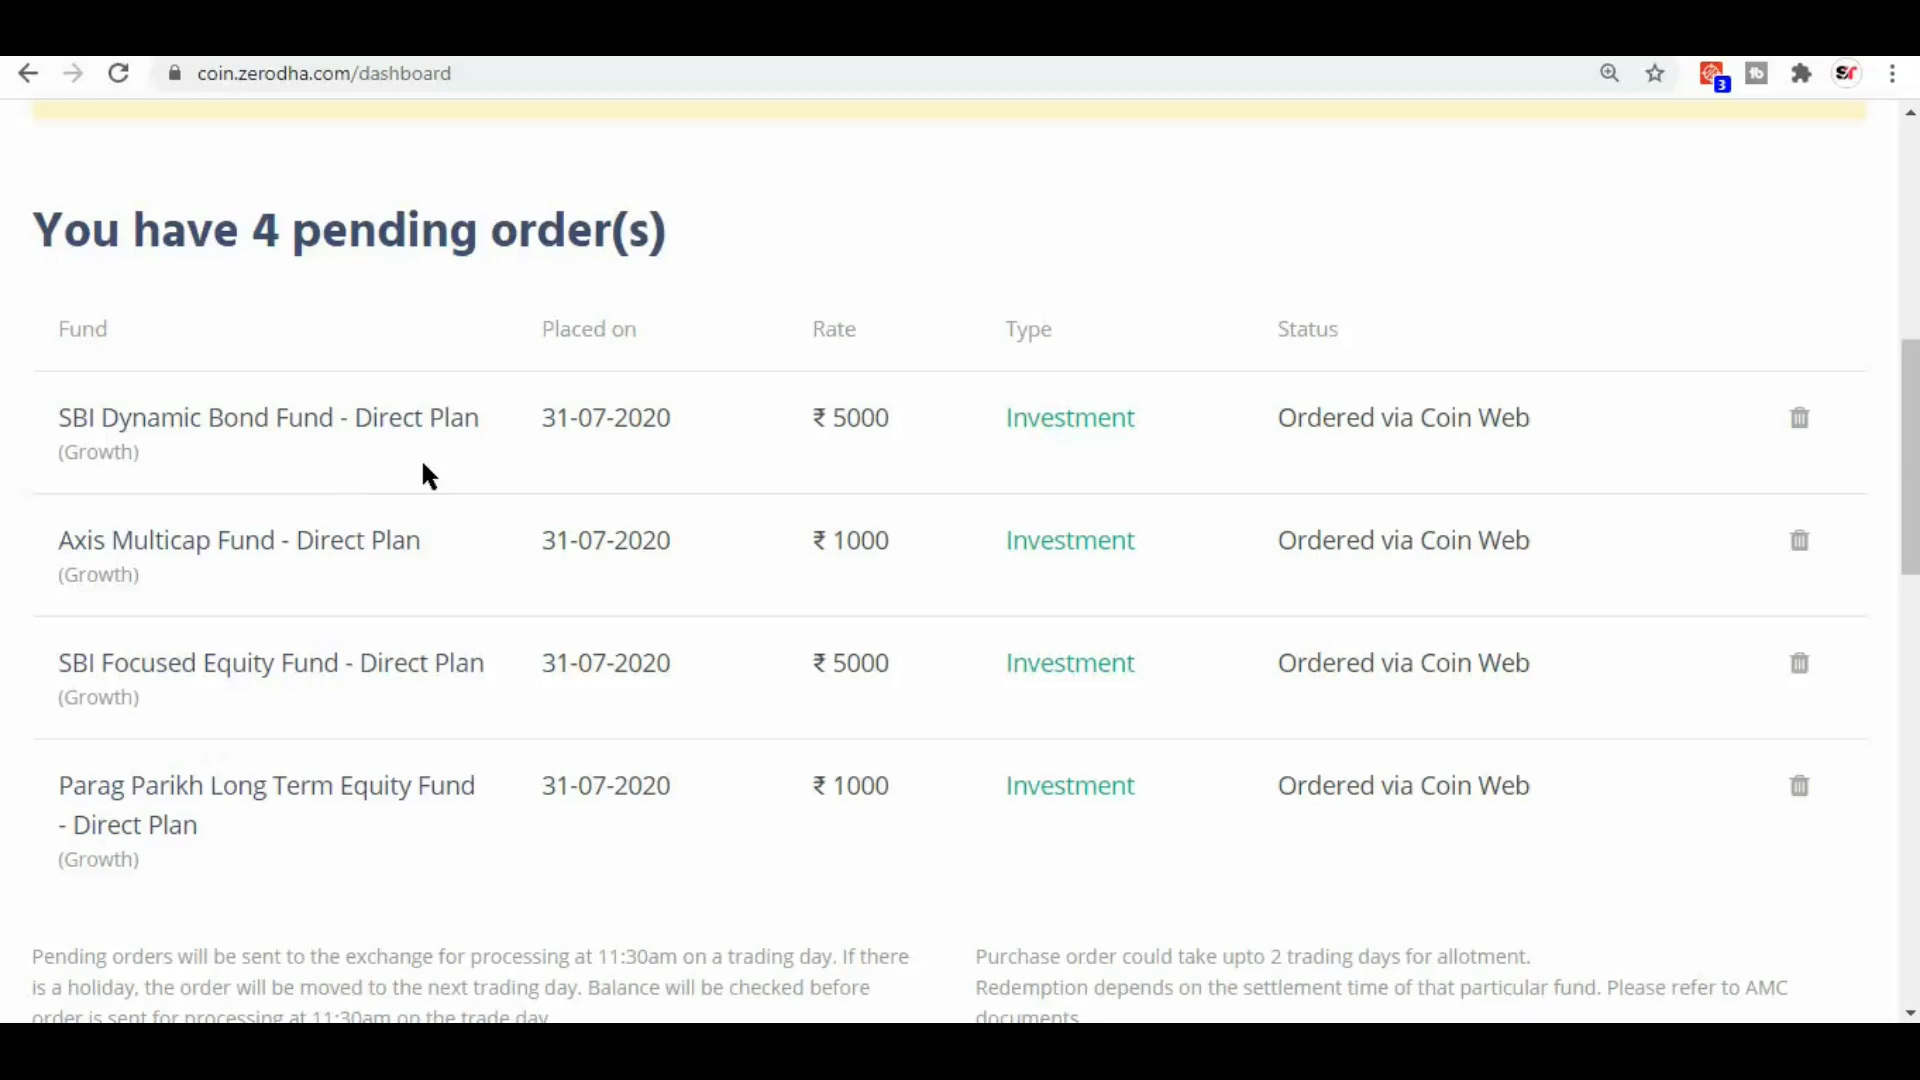 coin.zerodha.com/dashboard
3
You have 4 pending order(s)
Fund Placed on Rate Type Status
SBI Dynamic Bond Fund - Direct Plan 31-07-2020 ₹ 5000 Investment Ordered via Coin Web
(Growth)
Axis Multicap Fund - Direct Plan 31-07-2020 ₹ 1000 Investment Ordered via Coin Web
(Growth)
SBI Focused Equity Fund - Direct Plan 31-07-2020 ₹ 5000 Investment Ordered via Coin Web
(Growth)
Parag Parikh Long Term Equity Fund 31-07-2020 ₹ 1000 Investment Ordered via Coin Web
- Direct Plan
(Growth)
Pending orders will be sent to the exchange for processing at 11:30am on a trading day. If there
is a holiday, the order will be moved to the next trading day. Balance will be checked before
order is sent for processing at 11:30am on the trade day
Purchase order could take upto 2 trading days for allotment.
Redemption depends on the settlement time of that particular fund. Please refer to AMC
documents